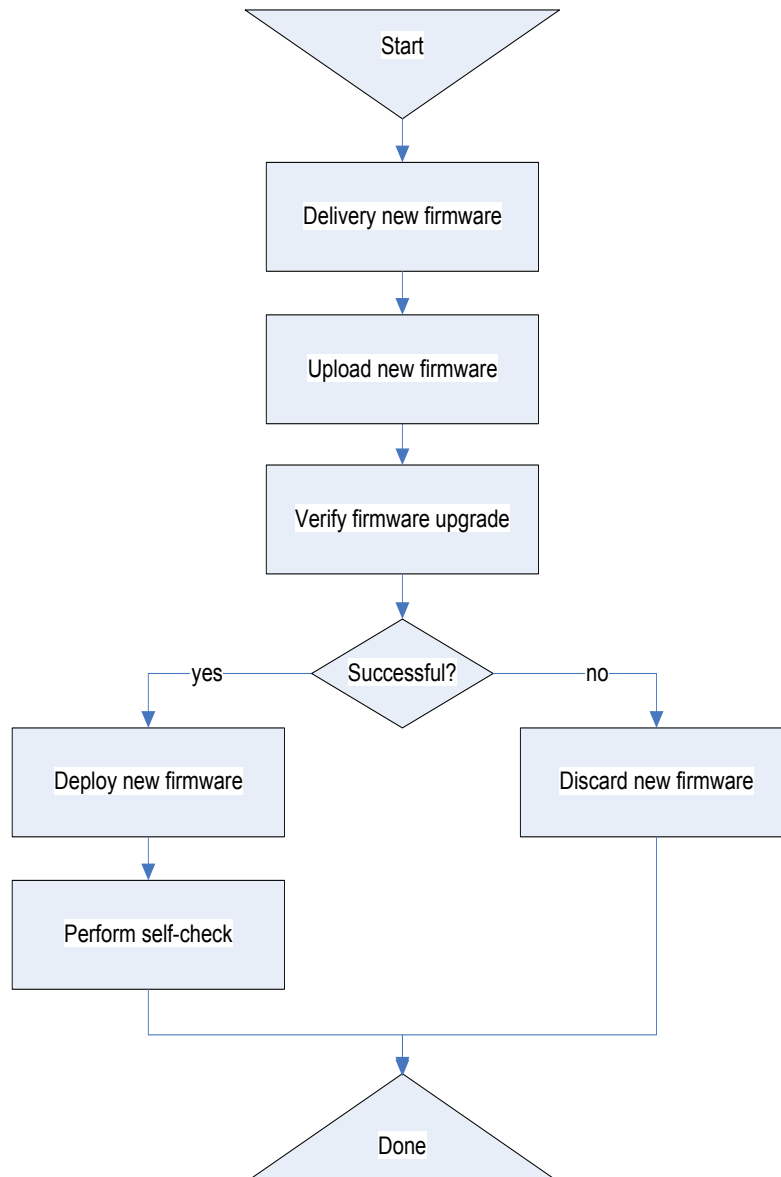 Start
Delivery new firmware
Upload new firmware
Verify firmware upgrade
Successful?
yes
no
Deploy new firmware
Discard new firmware
Perform self-check
Done